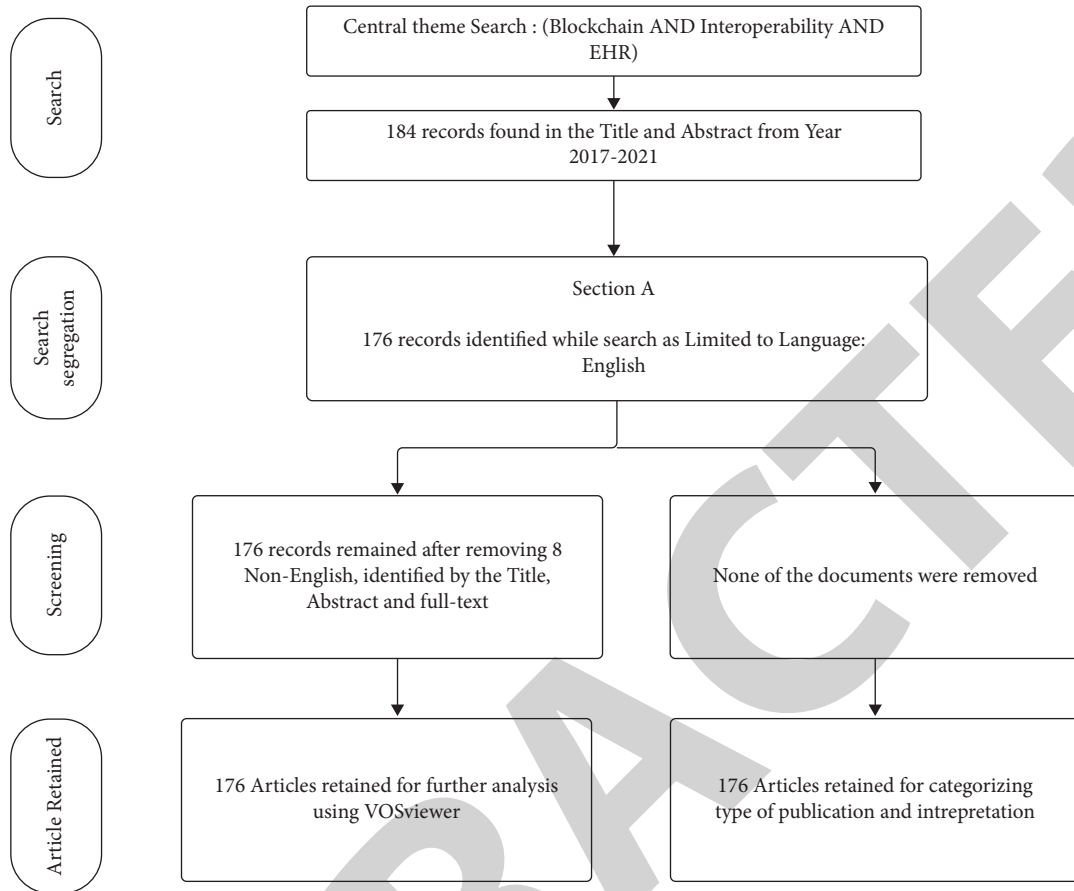 Search
Central theme Search : (Blockchain AND Interoperability AND
EHR)
184 records found in the Title and Abstract from Year
2017-2021
Search
segregation
Section A
176 records identified while search as Limited to Language:
English
Screening
176 records remained after removing 8
Non-English, identified by the Title,
Abstract and full-text
None of the documents were removed
Article Retained
176 Articles retained for further analysis
using VOSviewer
176 Articles retained for categorizing
type of publication and intrepretation
RACTE